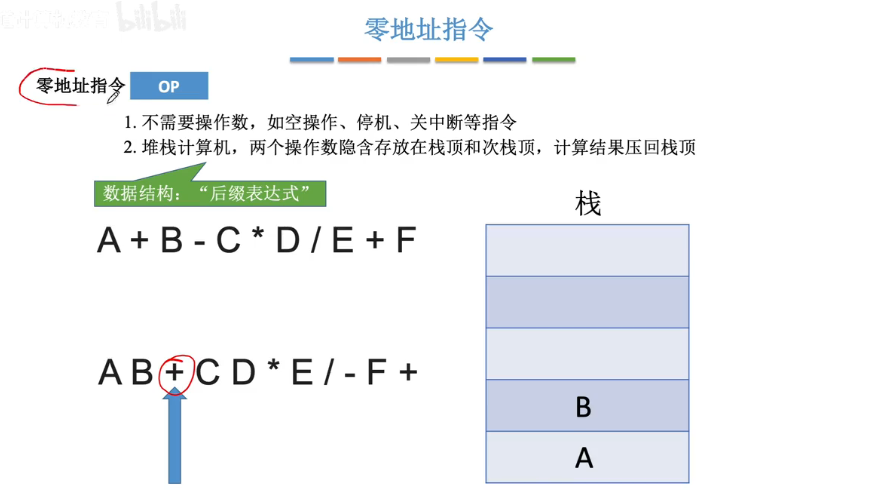 bilibili
零地址指令
零地址指令 OP
1. 不需要操作数，如空操作、停机、关中断等指令
2. 堆栈计算机，两个操作数隐含存放在栈顶和次栈顶，计算结果压回栈顶
数据结构：“后缀表达式”
栈
A + B - C * D / E + F
A B + C D * E / - F +
B
A